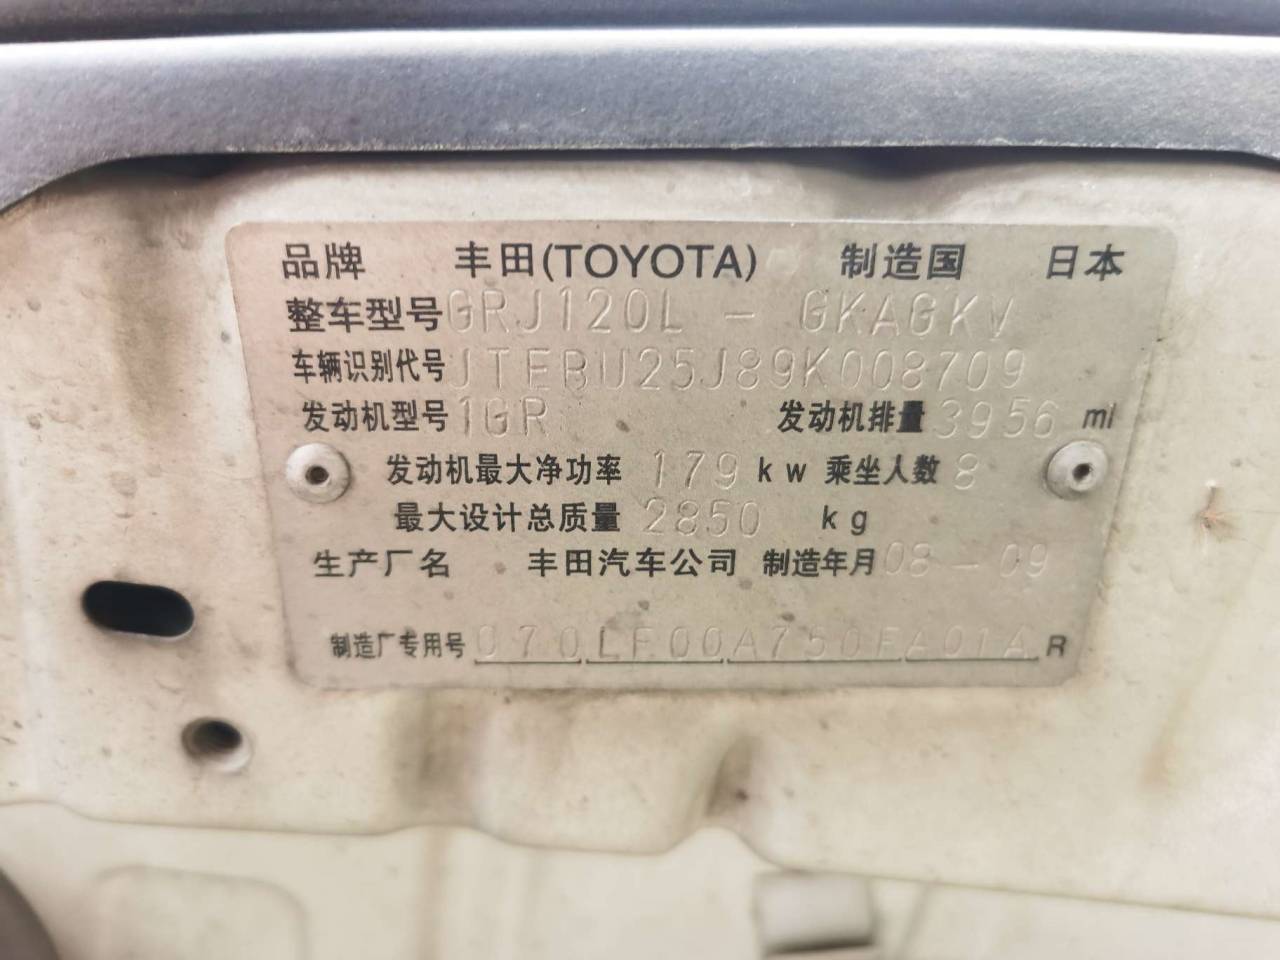 品牌 丰田(TOYOTA) 制造国 日本
整车型号 GRJ120L - GKAGKV
车辆识别代号 JTEBU25J89K008709
发动机型号 1GR 发动机排量 3956 ml
发动机最大净功率 179 kw 乘坐人数 8
最大设计总质量 2850 kg
生产厂名 丰田汽车公司 制造年月 08-09
制造厂专用号 070LF00A750FA01A R